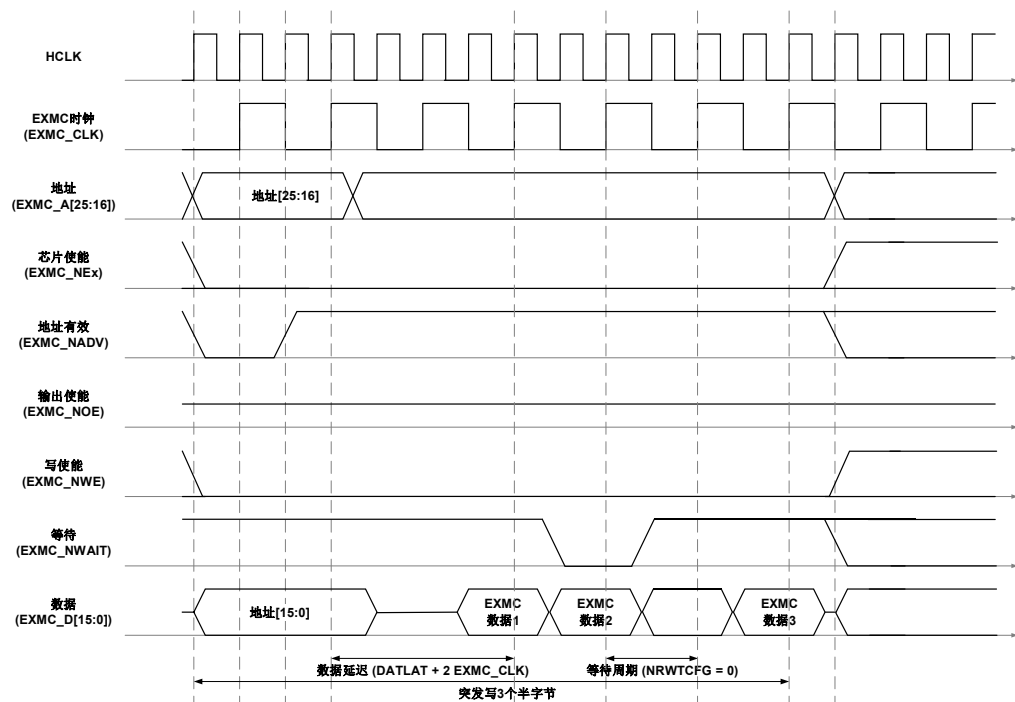 HCLK
EXMC时钟
(EXMC_CLK)
地址
(EXMC_A[25:16])
地址[25:16]
芯片使能
(EXMC_NEx)
地址有效
(EXMC_NADV)
输出使能
(EXMC_NOE)
写使能
(EXMC_NWE)
等待
(EXMC_NWAIT)
数据
(EXMC_D[15:0])
地址[15:0]
EXMC
数据1
EXMC
数据2
EXMC
数据3
数据延迟 (DATLAT + 2 EXMC_CLK)
等待周期 (NRWTCFG = 0)
突发写3个半字节